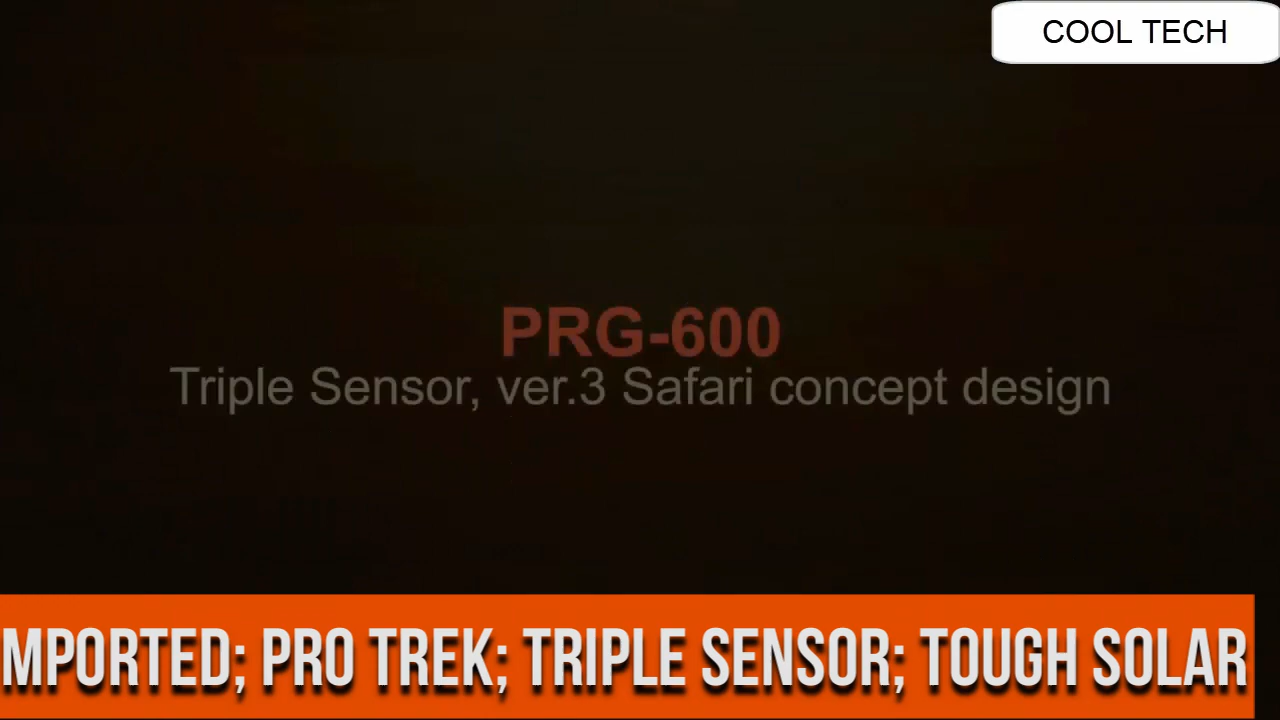 COOL TECH
PRG-600
Triple Sensor, ver.3 Safari concept design
MPORTED; PRO TREK; TRIPLE SENSOR; TOUGH SOLAR